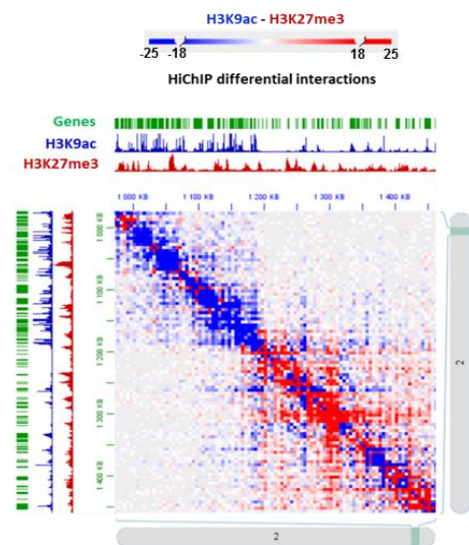 H3K9ac - H3K27me3
-25 -18 18 25
HiChIP differential interactions
Genes
H3K9ac
H3K27me3
1 000 KB 1 100 KB 1 200 KB 1 300 KB 1 400 KB
1 000 KB
1 100 KB
1 200 KB
1 300 KB
1 400 KB
2
2